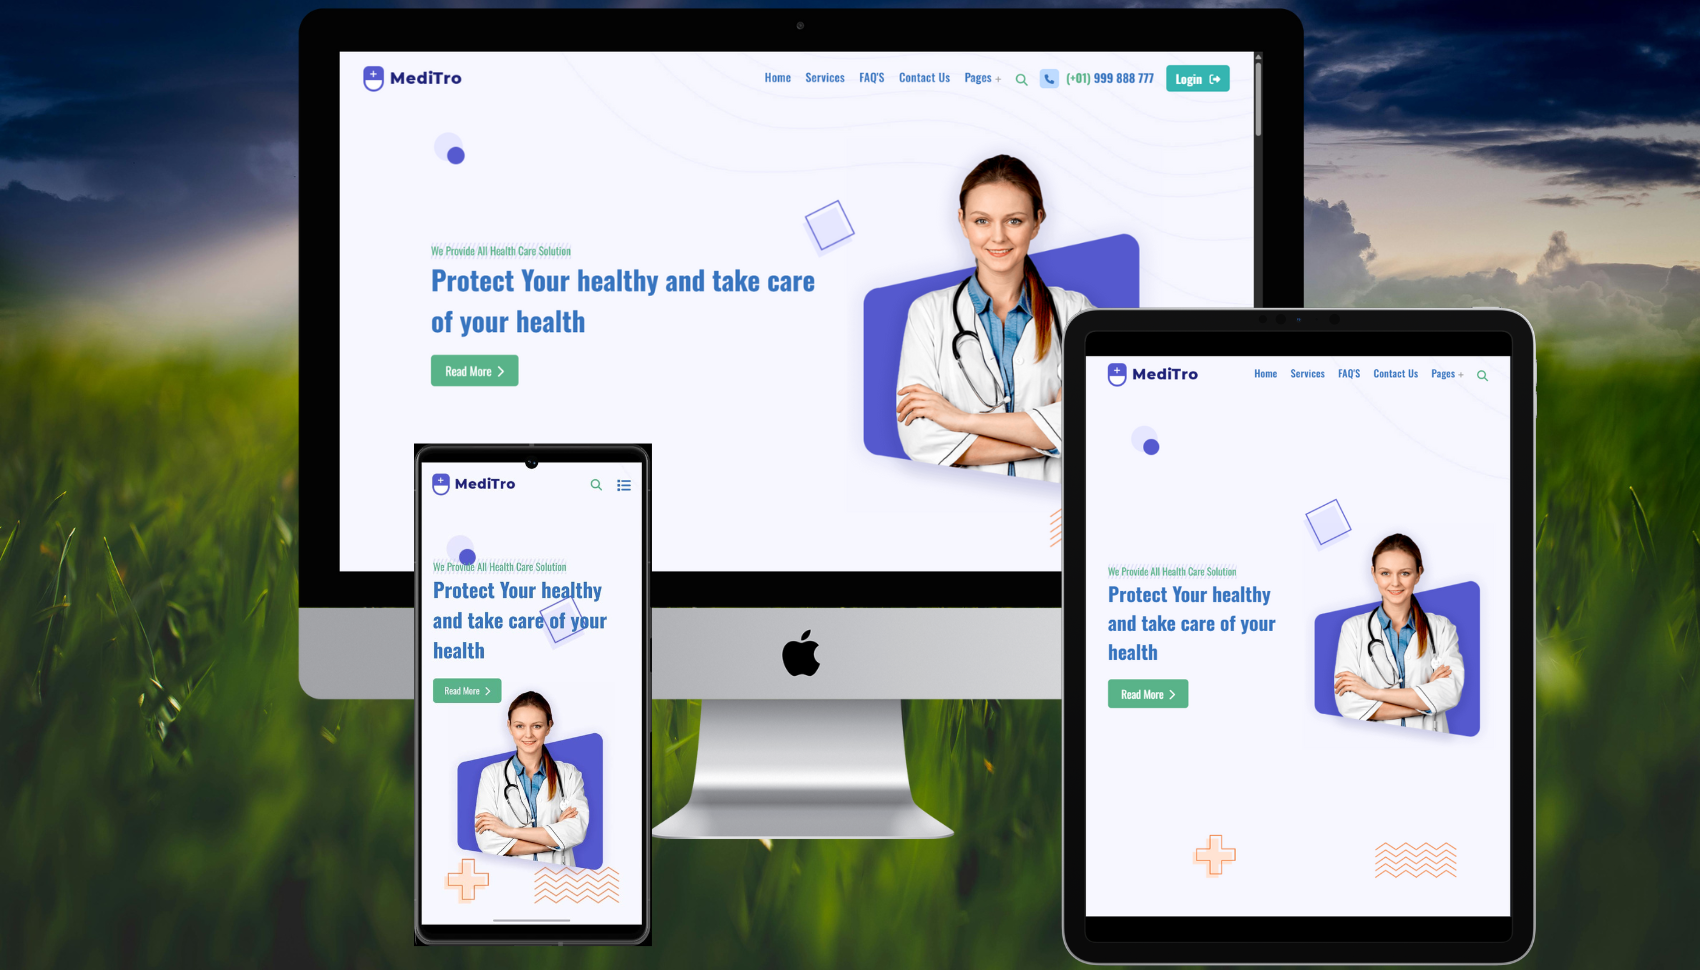 MediTro
Home Services FAQ'S Contact Us Pages + (+01) 999 888 777 Login
We Provide All Health Care Solution
Protect Your healthy and take care
of your health
Read More
MediTro
We Provide All Health Care Solution
Protect Your healthy
and take care of your
health
Read More
MediTro
Home Services FAQ'S Contact Us Pages +
We Provide All Health Care Solution
Protect Your healthy
and take care of your
health
Read More